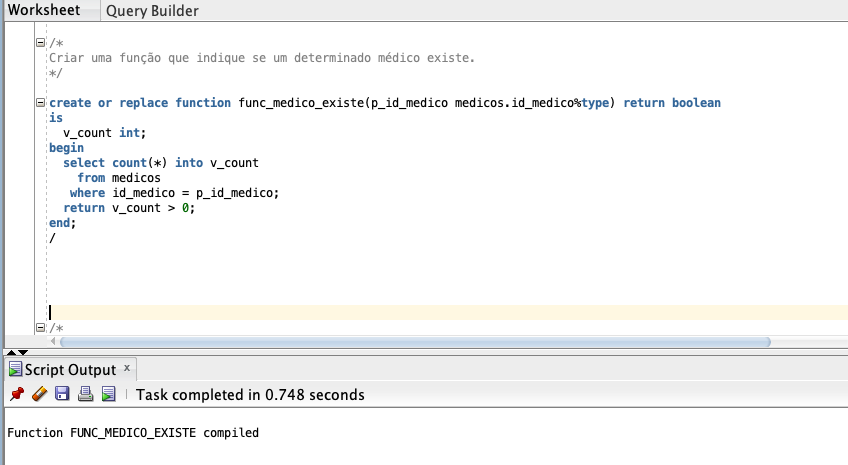 Worksheet Query Builder
/*
Criar uma função que indique se um determinado médico existe.
*/
create or replace function func_medico_existe(p_id_medico medicos.id_medico%type) return boolean
is
v_count int;
begin
select count(*) into v_count
from medicos
where id_medico = p_id_medico;
return v_count > 0;
end;
/
/*
Script Output x
Task completed in 0.748 seconds
Function FUNC_MEDICO_EXISTE compiled